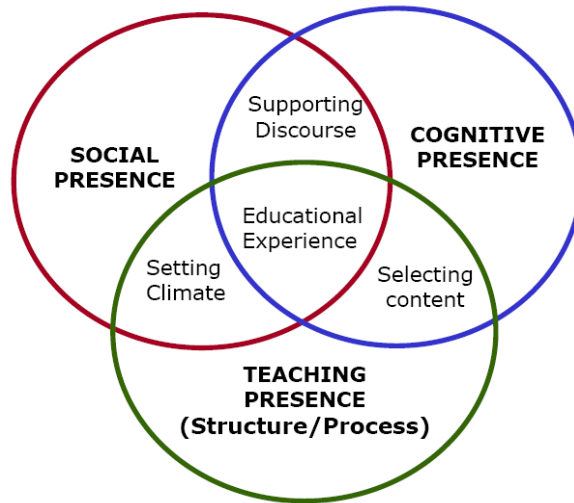 Supporting
Discourse
SOCIAL
PRESENCE
COGNITIVE
PRESENCE
Educational
Experience
Setting
Climate
Selecting
content
TEACHING
PRESENCE
(Structure/Process)